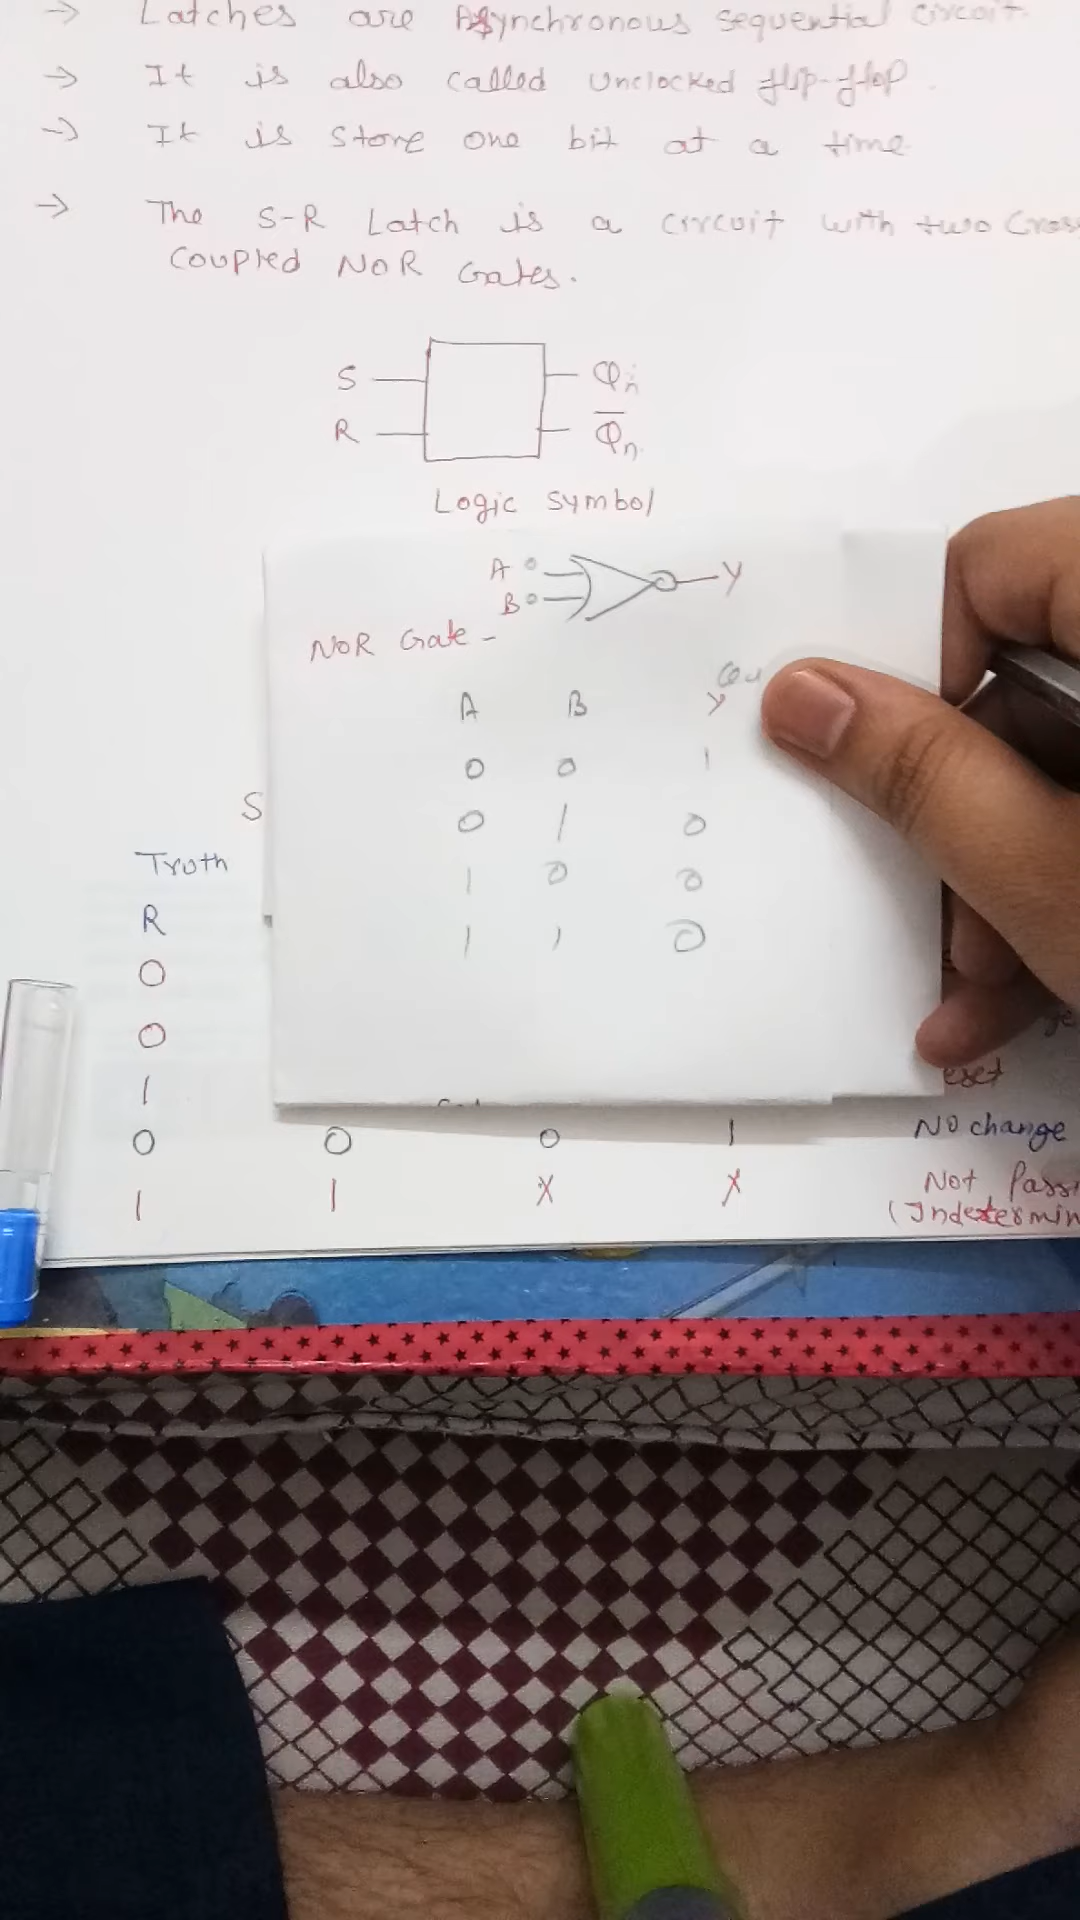 → Latches are Asynchronous sequential circuit.
→ It is also called unclocked flip-flop.
→ It is store one bit at a time.
→ The S-R Latch is a circuit with two Cross
Coupled NOR Gates.
S Qn
R Q̅n
Logic Symbol
A Y
B
NOR Gate -
A B Y
0 0 1
S
0 1 0
Truth
1 0 0
R
1 1 0
0
0
1
eset
0 0 0 1 No change
1 1 X X Not